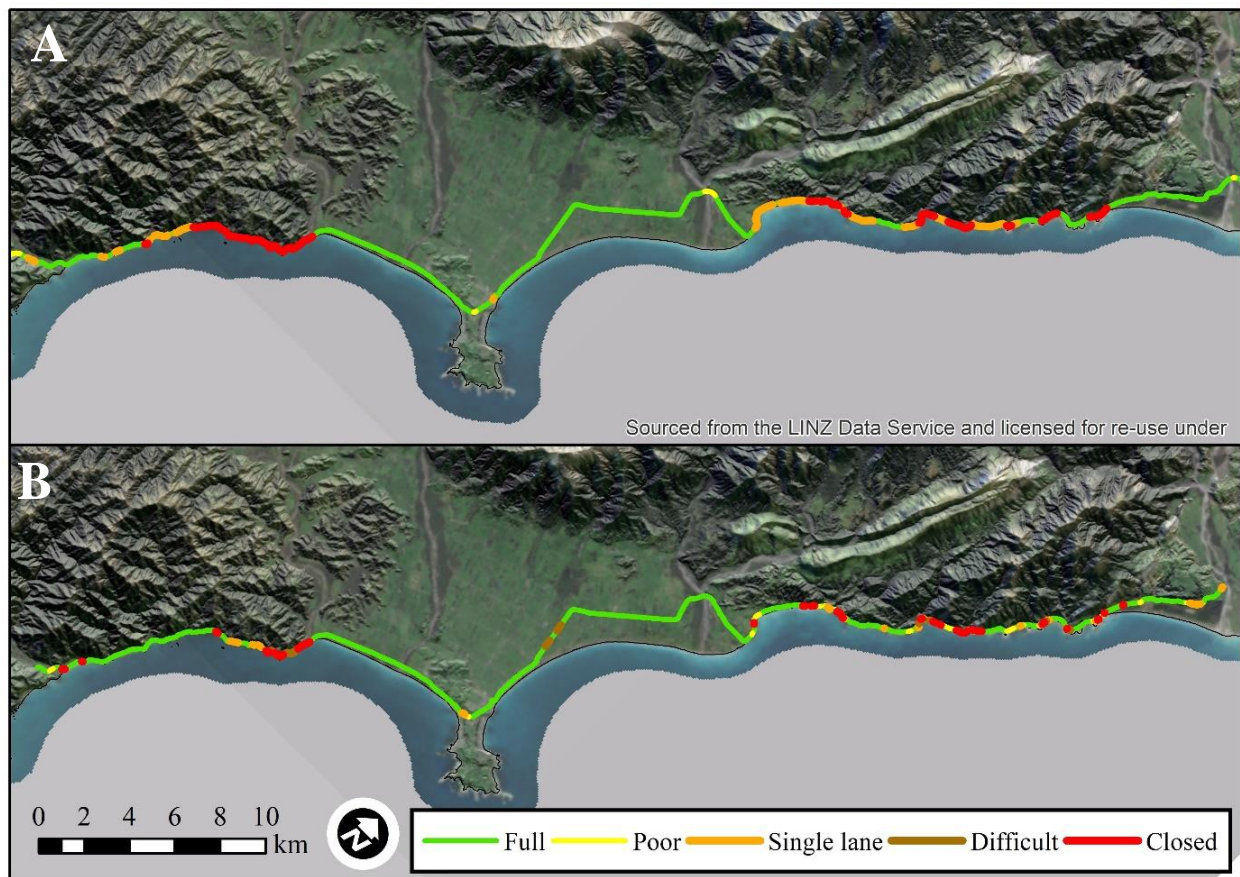 A
Sourced from the LINZ Data Service and licensed for re-use under
B
0 2 4 6 8 10
km
N
Full Poor Single lane Difficult Closed